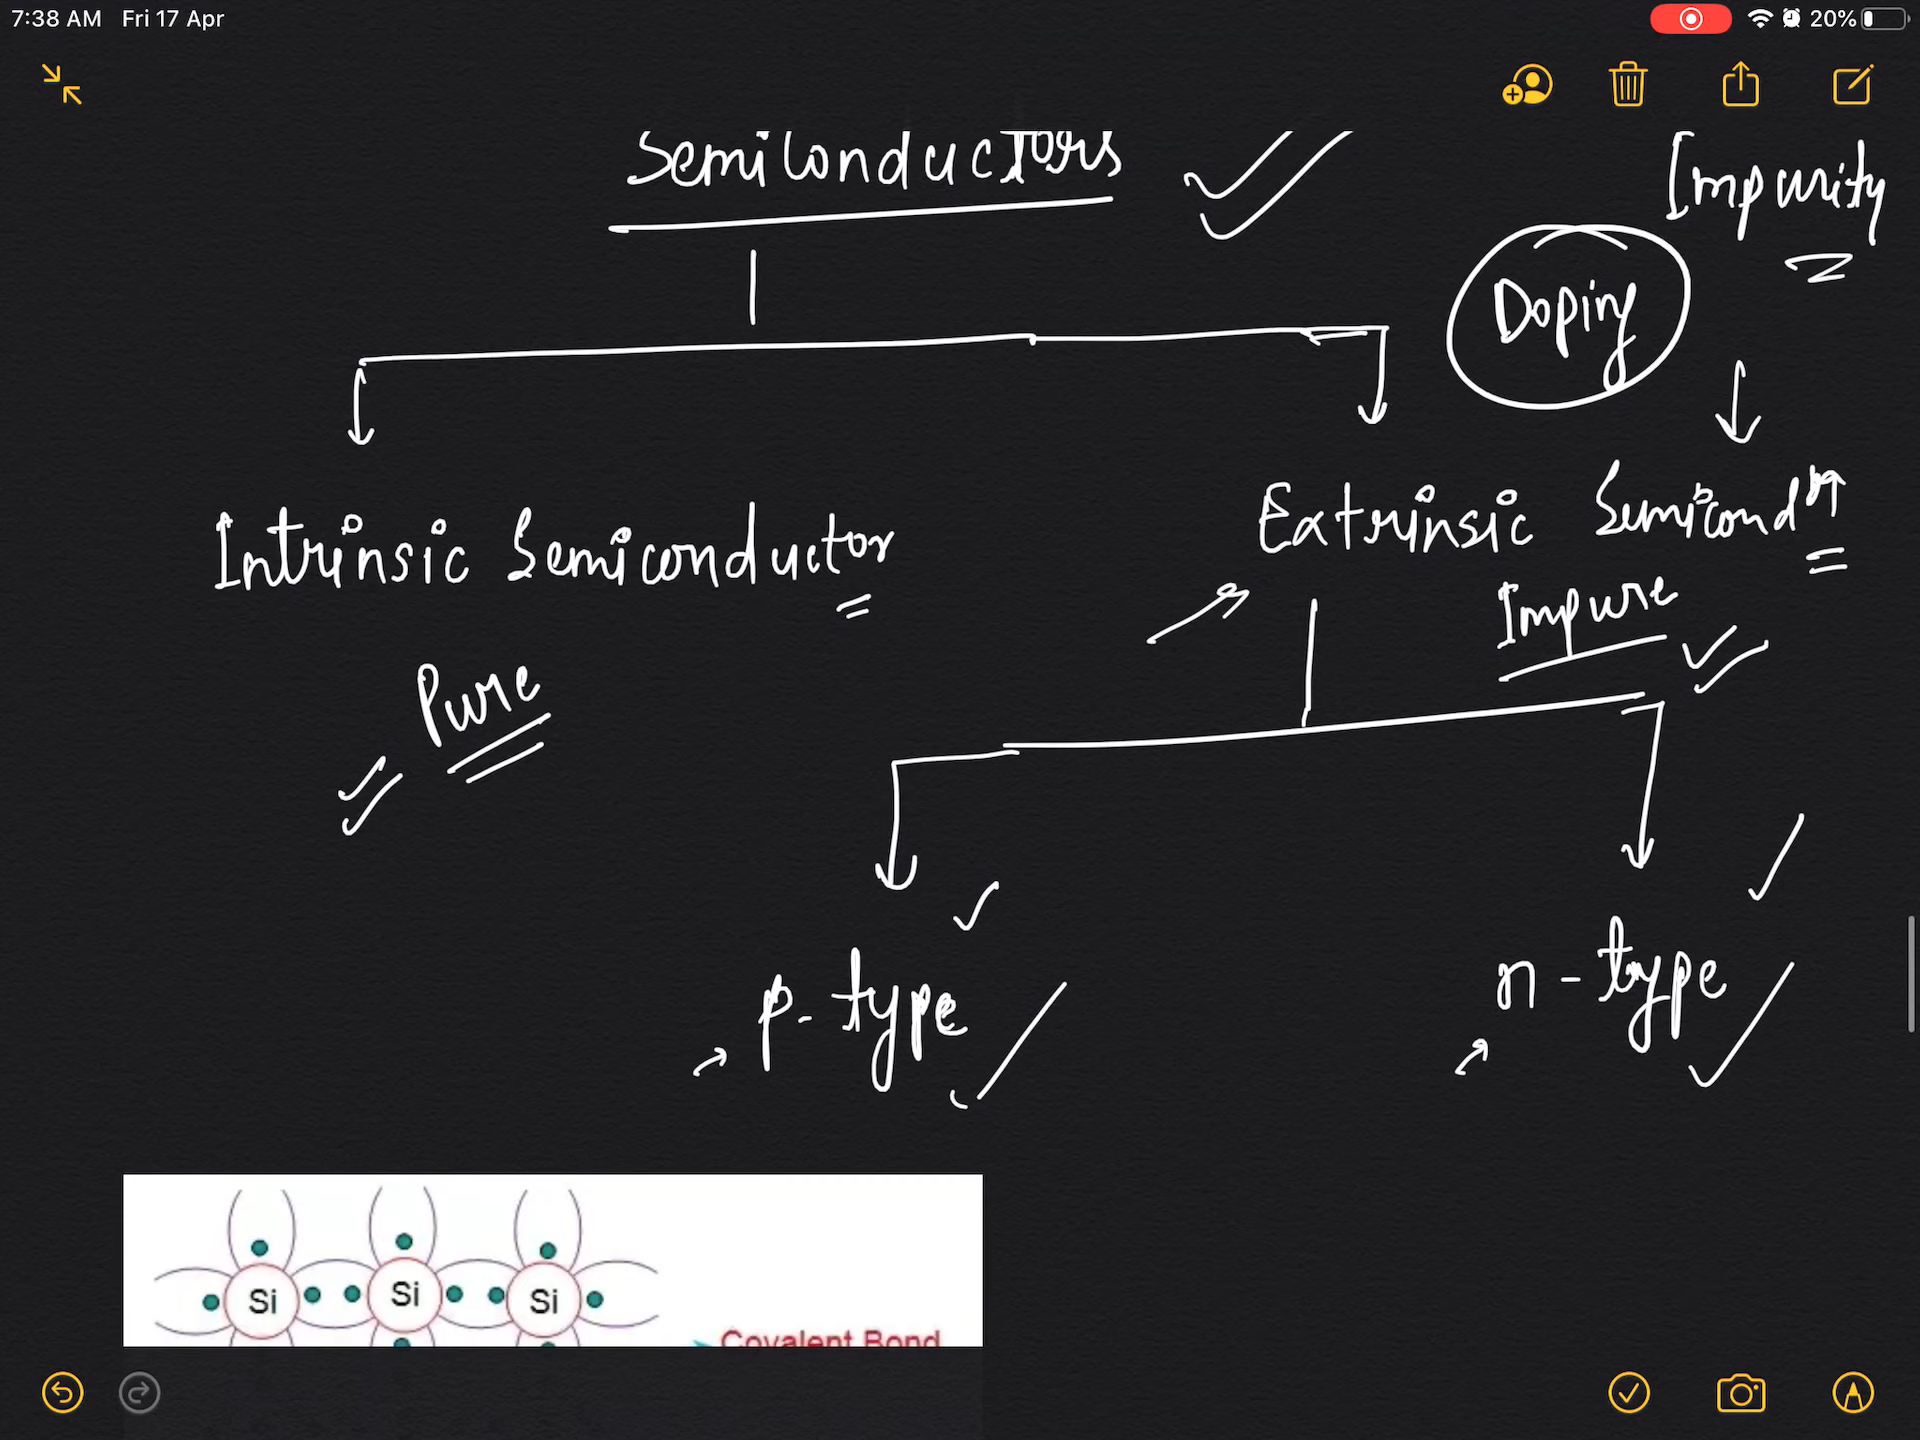 7:38 AM Fri 17 Apr
20%
Semiconductors
Impurity
Doping
Intrinsic Semiconductor
Extrinsic
Impure
Pure
p-type
n-type
Si Si Si
Covalent Bond